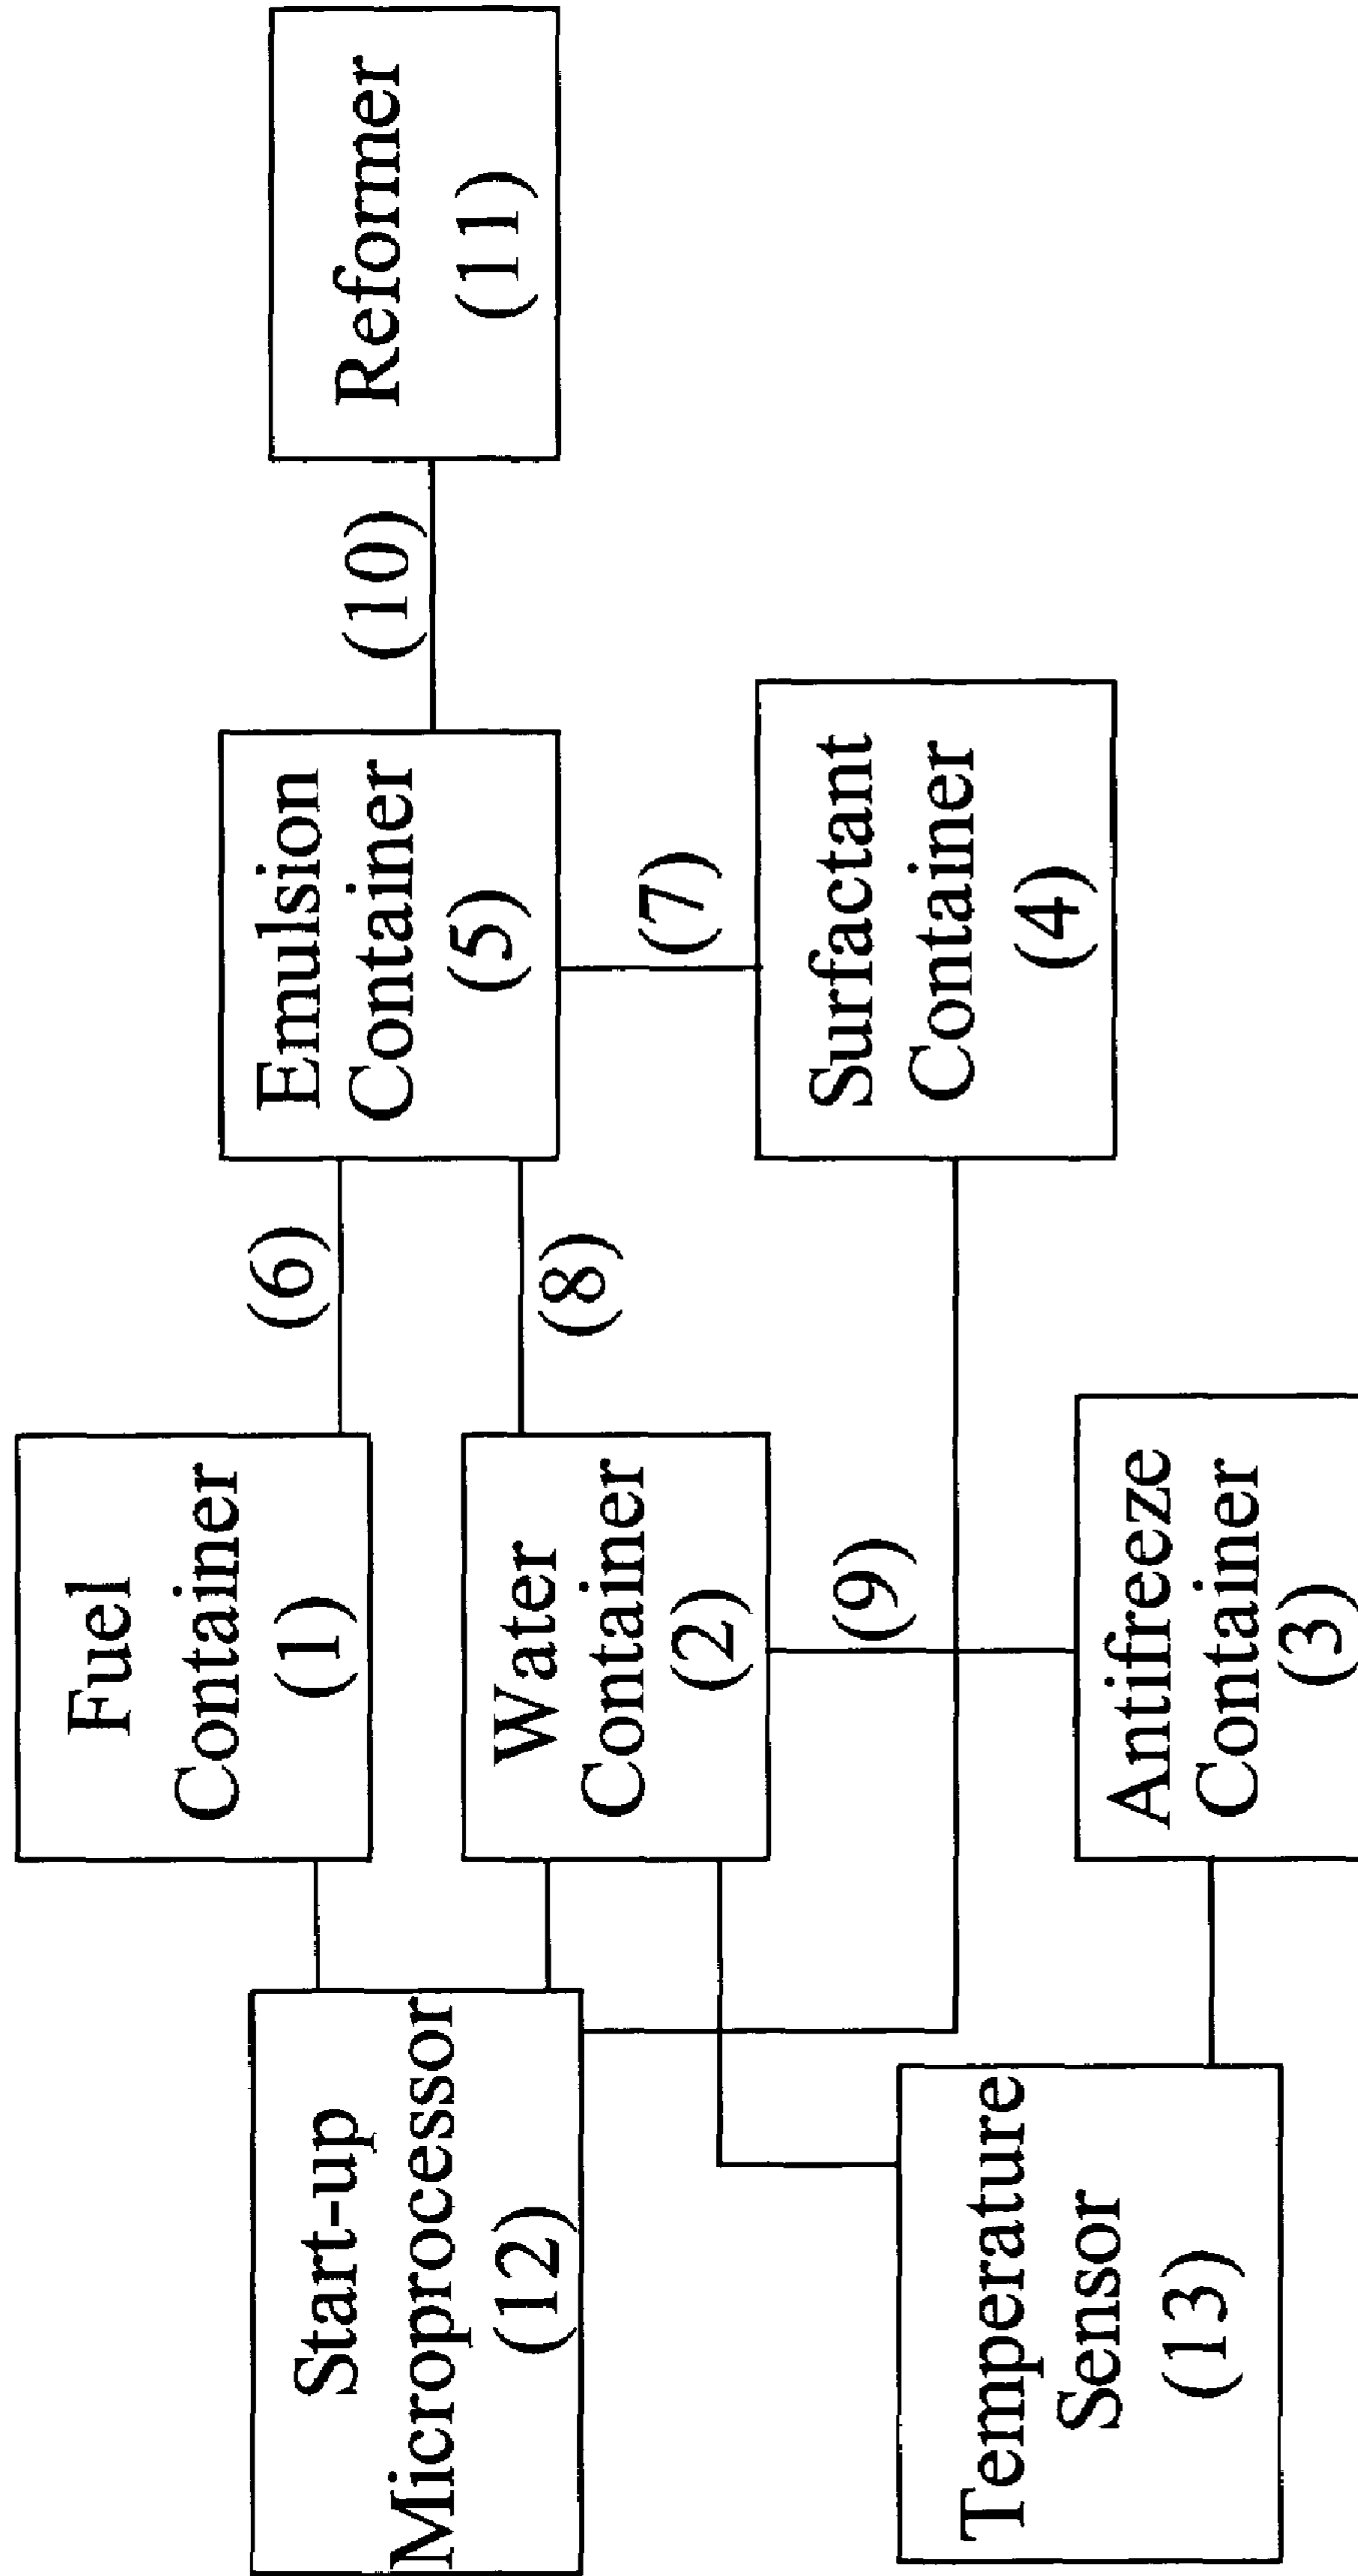 Start-up
Microprocessor
(12)
Fuel
Container
(1)
(6)
Water
Container
(2)
(8)
Emulsion
Container
(5)
(10)
Reformer
(11)
(7)
(9)
Temperature
Sensor
(13)
Antifreeze
Container
(3)
Surfactant
Container
(4)